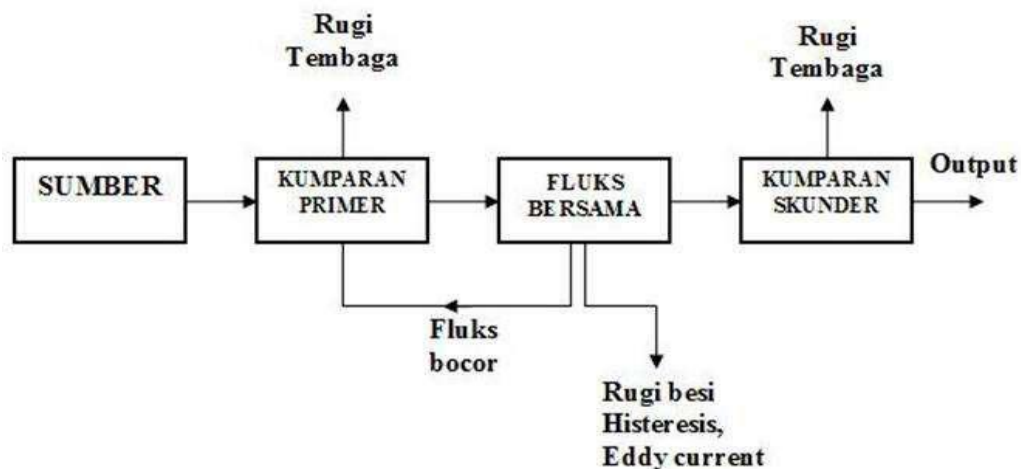 Rugi
Tembaga
Rugi
Tembaga
SUMBER
KUMPARAN
PRIMER
FLUKS
BERSAMA
KUMPARAN
SKUNDER
Output
Fluks
bocor
Rugi besi
Histeresis,
Eddy current